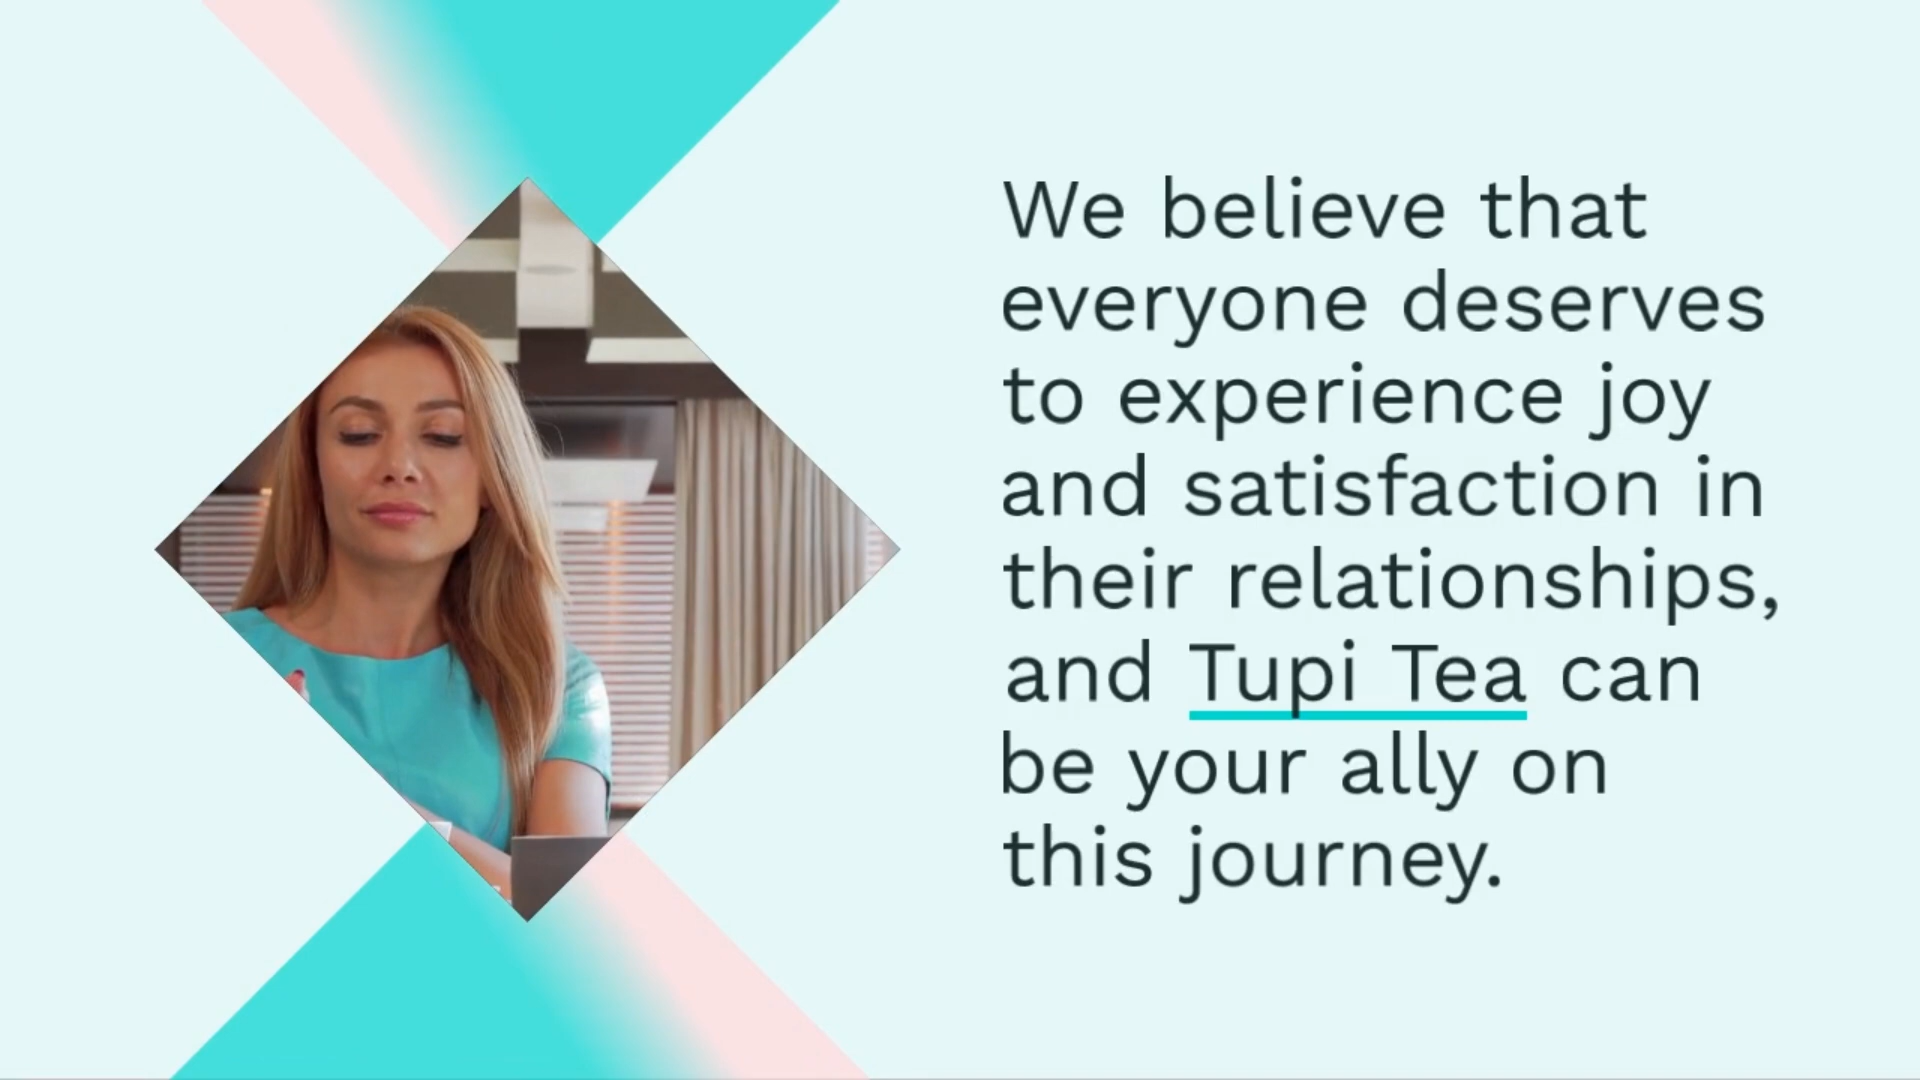 We believe that
everyone deserves
to experience joy
and satisfaction in
their relationships,
and Tupi Tea can
be your ally on
this journey.